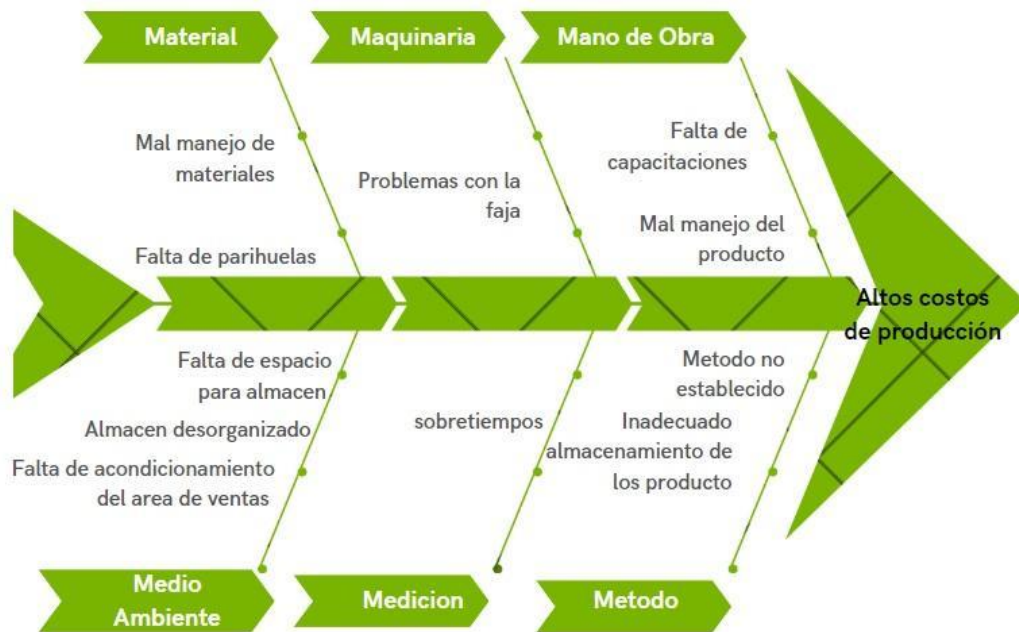 Material
Maquinaria
Mano de Obra
Mal manejo de
materiales
Falta de parihuelas
Problemas con la
faja
Falta de
capacitaciones
Mal manejo del
producto
Altos costos
de producción
Falta de espacio
para almacen
Almacen desorganizado
Falta de acondicionamiento
del area de ventas
sobretiempos
Metodo no
establecido
Inadecuado
almacenamiento de
los producto
Medio
Ambiente
Medicion
Metodo